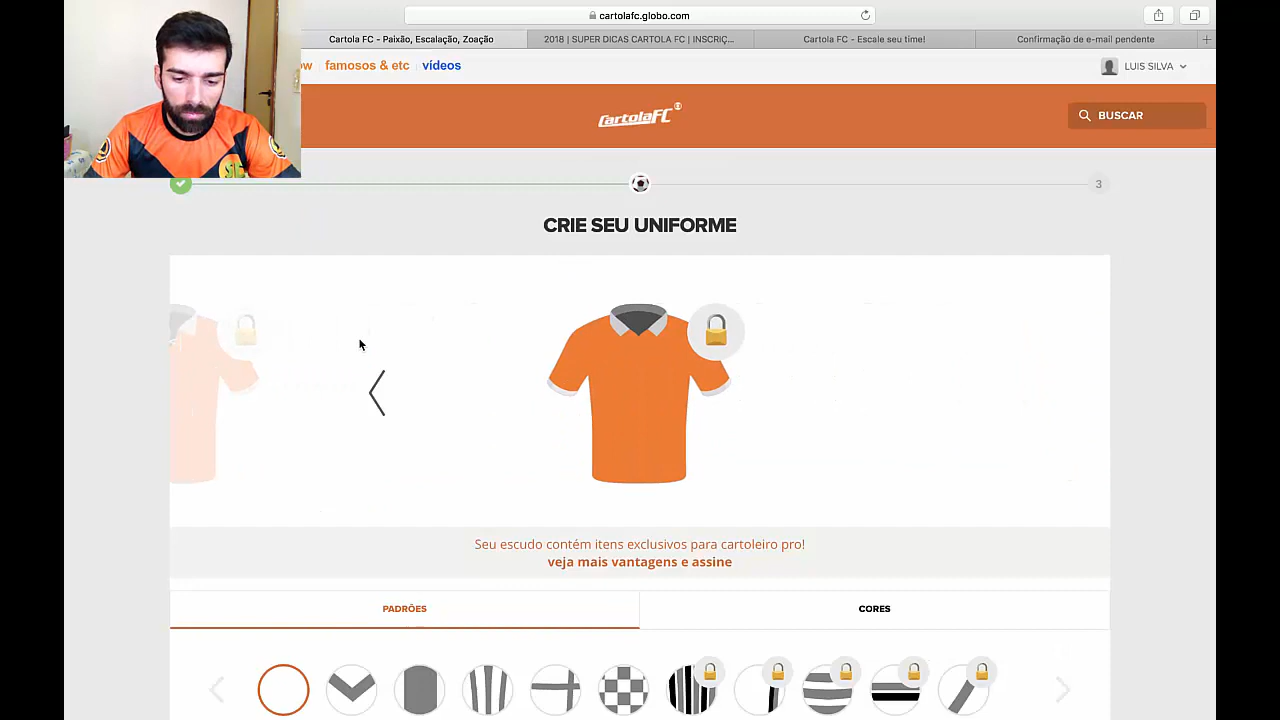 cartolafc.globo.com
Cartola FC - Paixão, Escalação, Zoação
2018 | SUPER DICAS CARTOLA FC | INSCRIÇ...
Cartola FC - Escale seu time!
Confirmação de e-mail pendente
ow famosos & etc vídeos
LUIS SILVA
CartolaFC®
BUSCAR
3
CRIE SEU UNIFORME
Seu escudo contém itens exclusivos para cartoleiro pro!
veja mais vantagens e assine
PADRÕES
CORES